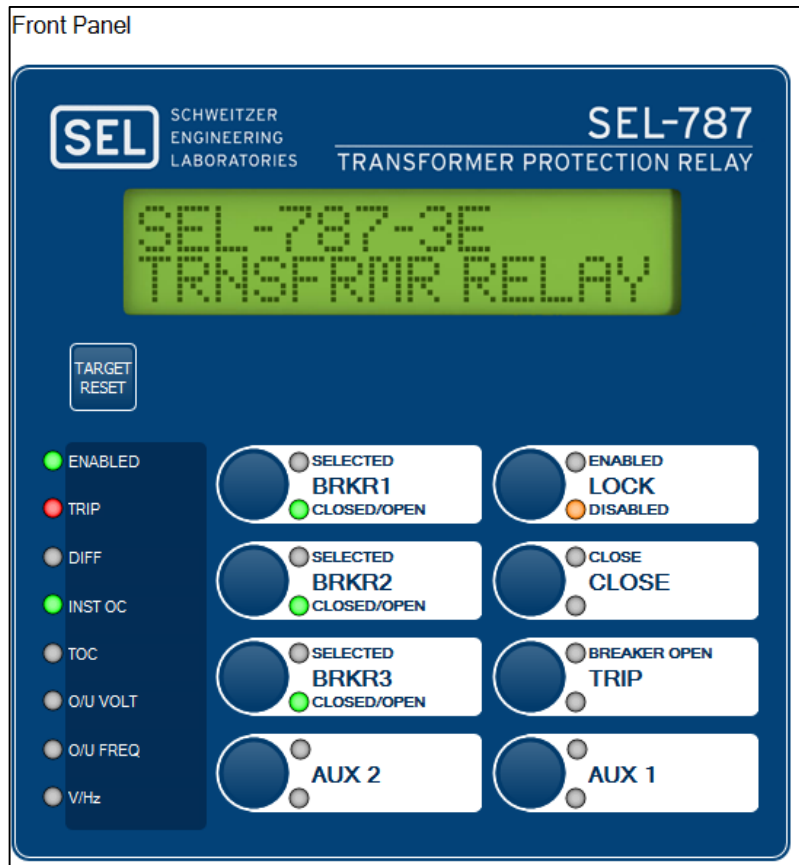 Front Panel
SEL
SCHWEITZER
ENGINEERING
LABORATORIES
SEL-787
TRANSFORMER PROTECTION RELAY
SEL-787-3E
TRNSFRMR RELAY
TARGET
RESET
ENABLED
TRIP
DIFF
INST OC
TOC
O/U VOLT
O/U FREQ
V/Hz
SELECTED
BRKR1
CLOSED/OPEN
ENABLED
LOCK
DISABLED
SELECTED
BRKR2
CLOSED/OPEN
CLOSE
CLOSE
SELECTED
BRKR3
CLOSED/OPEN
BREAKER OPEN
TRIP
AUX 2
AUX 1